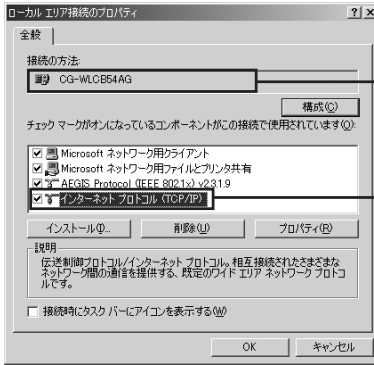 ローカル エリア接続のプロパティ
全般
接続の方法:
CG-WLCB54AG
構成(C)
チェック マークがオンになっているコンポーネントがこの接続で使用されています(O):
Microsoft ネットワーク用クライアント
Microsoft ネットワーク用ファイルとプリンタ共有
AEGIS Protocol (IEEE 802.1x) v2.3.1.9
インターネット プロトコル (TCP/IP)
インストール(I)...
削除(U)
プロパティ(R)
説明
伝送制御プロトコル/インターネット プロトコル。相互接続されたさまざまな
ネットワーク間の通信を提供する、既定のワイド エリア ネットワーク プロトコ
ルです。
接続時にタスク バーにアイコンを表示する(W)
OK
キャンセル